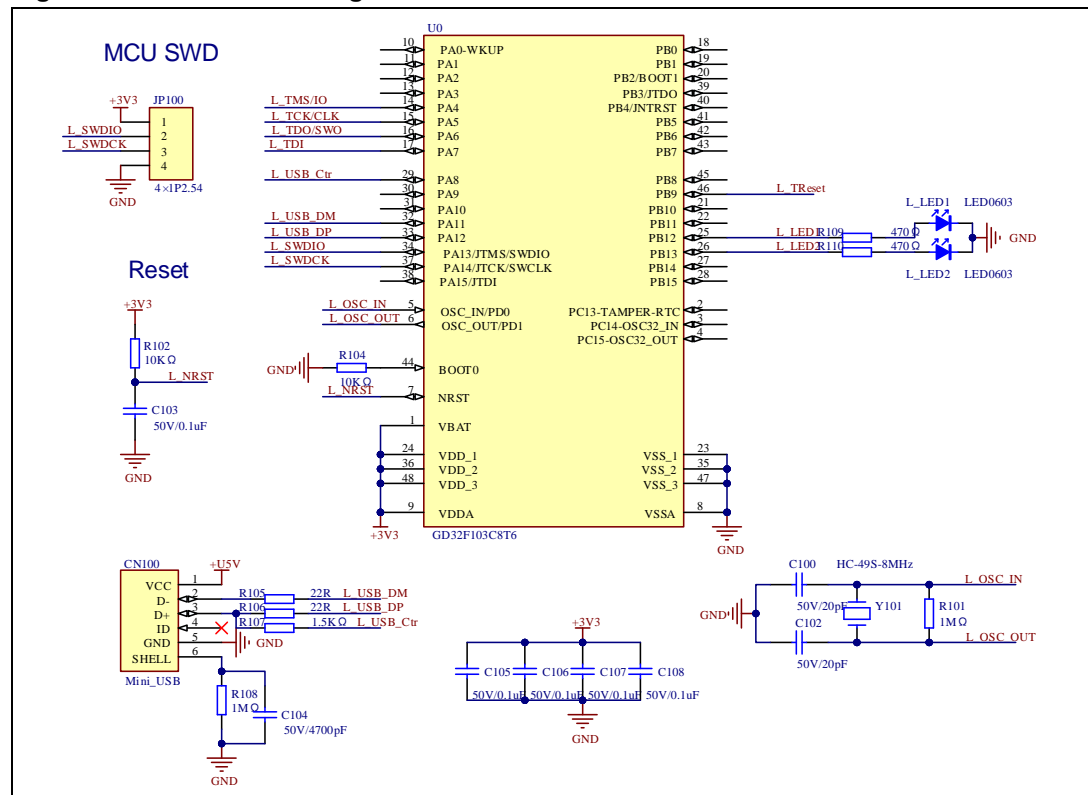 MCU SWD
+3V3
JP100
1
L_SWDIO
2
L_SWDCK
3
4
4×1P2.54
GND
Reset
+3V3
R102
10KΩ
L_NRST
C103
50V/0.1uF
GND
U0
10 PA0-WKUP
11 PA1
12 PA2
13 PA3
L_TMS/IO 14 PA4
L_TCK/CLK 15 PA5
L_TDO/SWO 16 PA6
L_TDI 17 PA7
L_USB_Ctr 29 PA8
30 PA9
31 PA10
L_USB_DM 32 PA11
L_USB_DP 33 PA12
L_SWDIO 34 PA13/JTMS/SWDIO
L_SWDCK 37 PA14/JTCK/SWCLK
38 PA15/JTDI
L_OSC_IN 5 OSC_IN/PD0
L_OSC_OUT 6 OSC_OUT/PD1
R104
GND 44 BOOT0
10KΩ
L_NRST 7 NRST
1 VBAT
24 VDD_1
36 VDD_2
48 VDD_3
9 VDDA
+3V3
GD32F103C8T6
PB0 18
PB1 19
PB2/BOOT1 20
PB3/JTDO 39
PB4/JNTRST 40
PB5 41
PB6 42
PB7 43
PB8 45
PB9 46 L_TReset
PB10 21
PB11 22
PB12 25 L_LED1 R109 470Ω
PB13 26 L_LED2 R110 470Ω
PB14 27
PB15 28
L_LED1 LED0603
GND
L_LED2 LED0603
PC13-TAMPER-RTC 2
PC14-OSC32_IN 3
PC15-OSC32_OUT 4
VSS_1 23
VSS_2 35
VSS_3 47
VSSA 8
GND
CN100
+U5V
VCC 1
D- 2 R105 22R L_USB_DM
D+ 3 R106 22R L_USB_DP
ID 4 R107 1.5KΩ L_USB_Ctr
GND 5 GND
SHELL 6
Mini_USB
R108
1MΩ
C104
50V/4700pF
GND
+3V3
C105 C106 C107 C108
50V/0.1uF 50V/0.1uF 50V/0.1uF 50V/0.1uF
GND
C100 HC-49S-8MHz
L_OSC_IN
50V/20pF
GND
Y101
R101
1MΩ
C102
L_OSC_OUT
50V/20pF